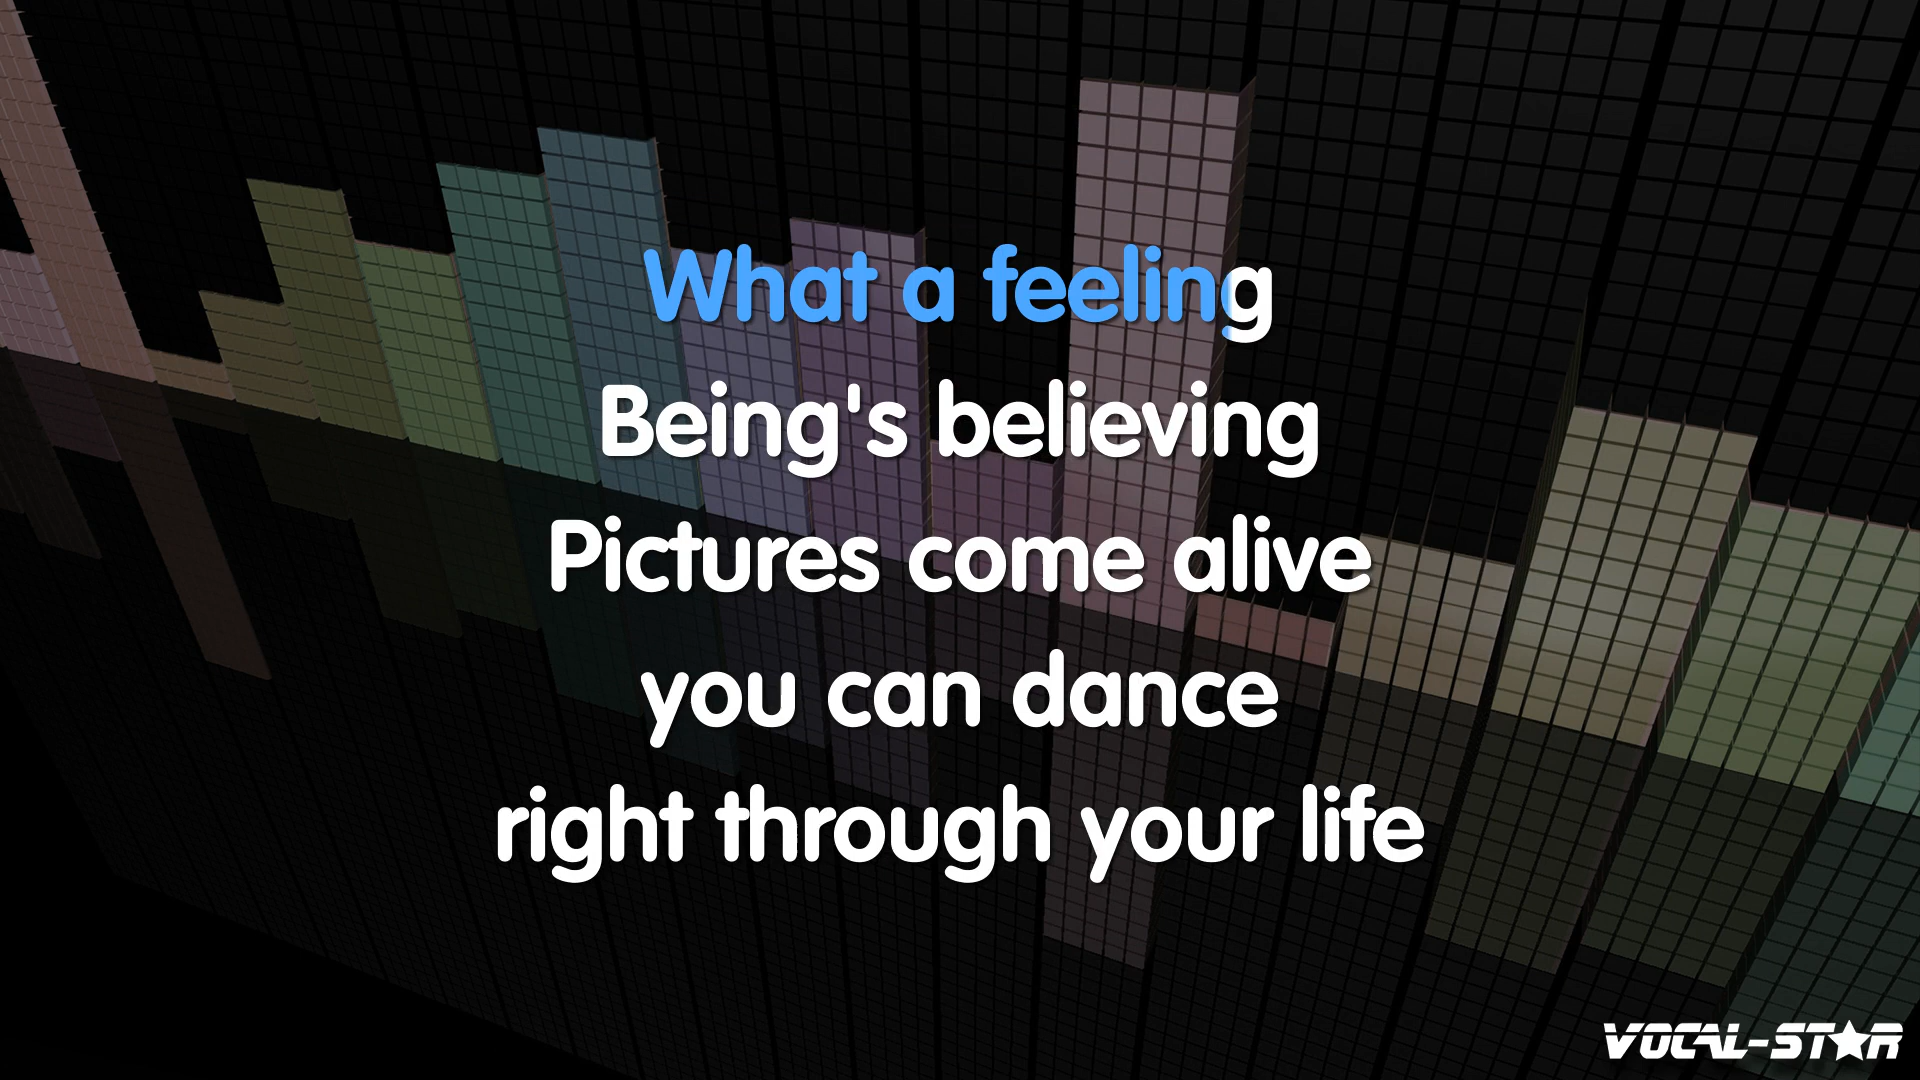 What a feeling
Being's believing
Pictures come alive
you can dance
right through your life
VOCAL-STAR